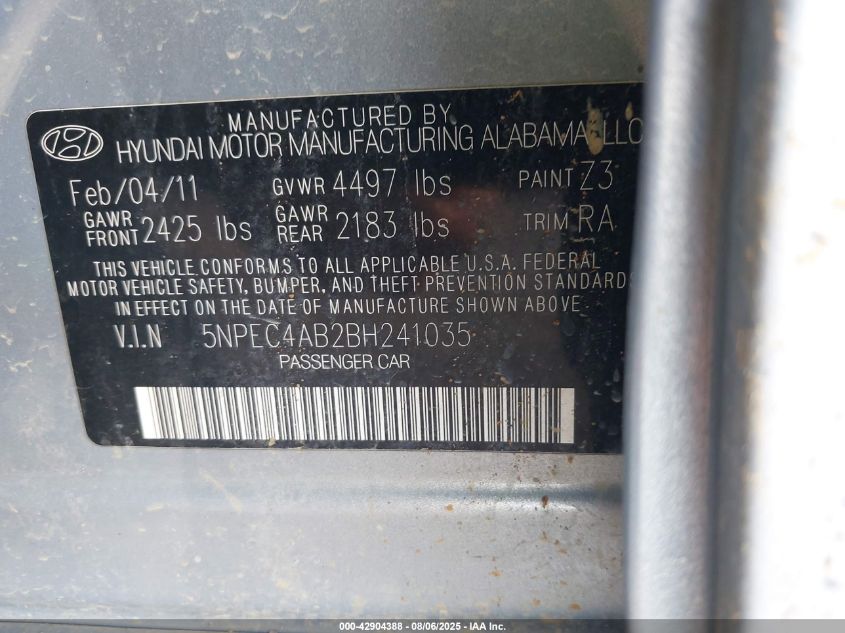 MANUFACTURED BY
HYUNDAI MOTOR MANUFACTURING ALABAMA, LLC
Feb/04/11 GVWR 4497 lbs PAINT Z3
GAWR FRONT 2425 lbs GAWR REAR 2183 lbs TRIM RA
THIS VEHICLE CONFORMS TO ALL APPLICABLE U.S.A. FEDERAL
MOTOR VEHICLE SAFETY, BUMPER, AND THEFT PREVENTION STANDARDS
IN EFFECT ON THE DATE OF MANUFACTURE SHOWN ABOVE
V.I.N 5NPEC4AB2BH241035
PASSENGER CAR
000-42904388 - 08/06/2025 - IAA Inc.